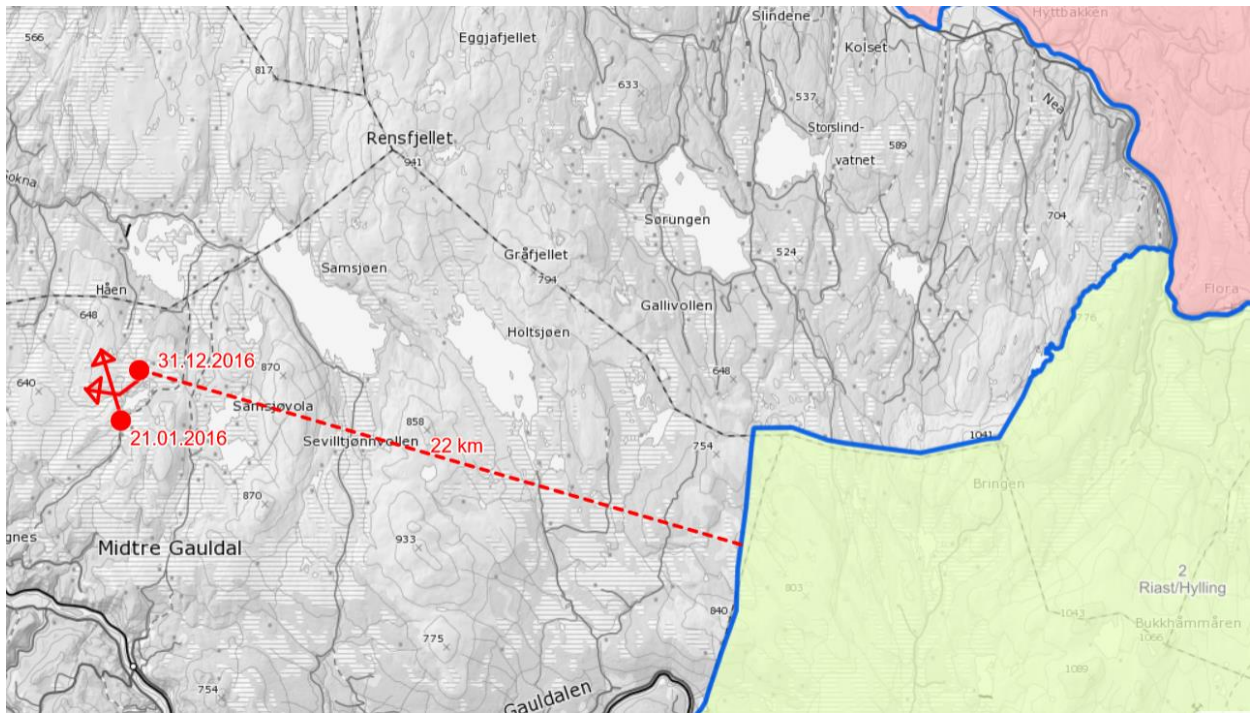 Slindene
Hyttbakken
566
Eggjafjellet
Kolset
817
633
537
Nea
Rensfjellet
941
Storslind-
vatnet
589
Sørungen
704
524
Gråfjellet
794
Samsjøen
Håen
Flora
Gallivollen
776
648
Holtsjøen
31.12.2016
870
648
640
Samsjøvola
858
21.01.2016
Sevilltjønnvollen
22 km
754
1041
Bringen
870
933
Midtre Gauldal
2
Riast/Hylling
803
840
1043
Bukkhåmmåren
1066
775
1089
754
Gauldalen